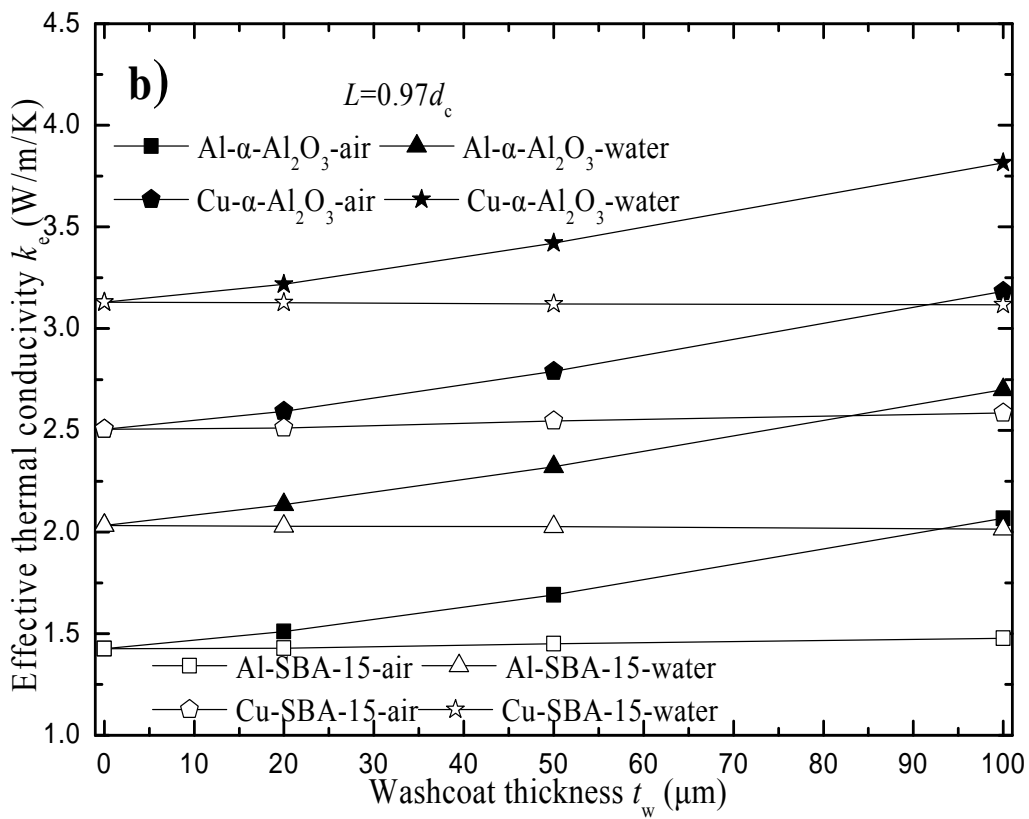 b)
L=0.97d_c
Al-α-Al₂O₃-air Al-α-Al₂O₃-water
Cu-α-Al₂O₃-air Cu-α-Al₂O₃-water
Al-SBA-15-air Al-SBA-15-water
Cu-SBA-15-air Cu-SBA-15-water
Effective thermal conductivity kₑ (W/m/K)
4.5
4.0
3.5
3.0
2.5
2.0
1.5
1.0
0 10 20 30 40 50 60 70 80 90 100
Washcoat thickness t_w (μm)